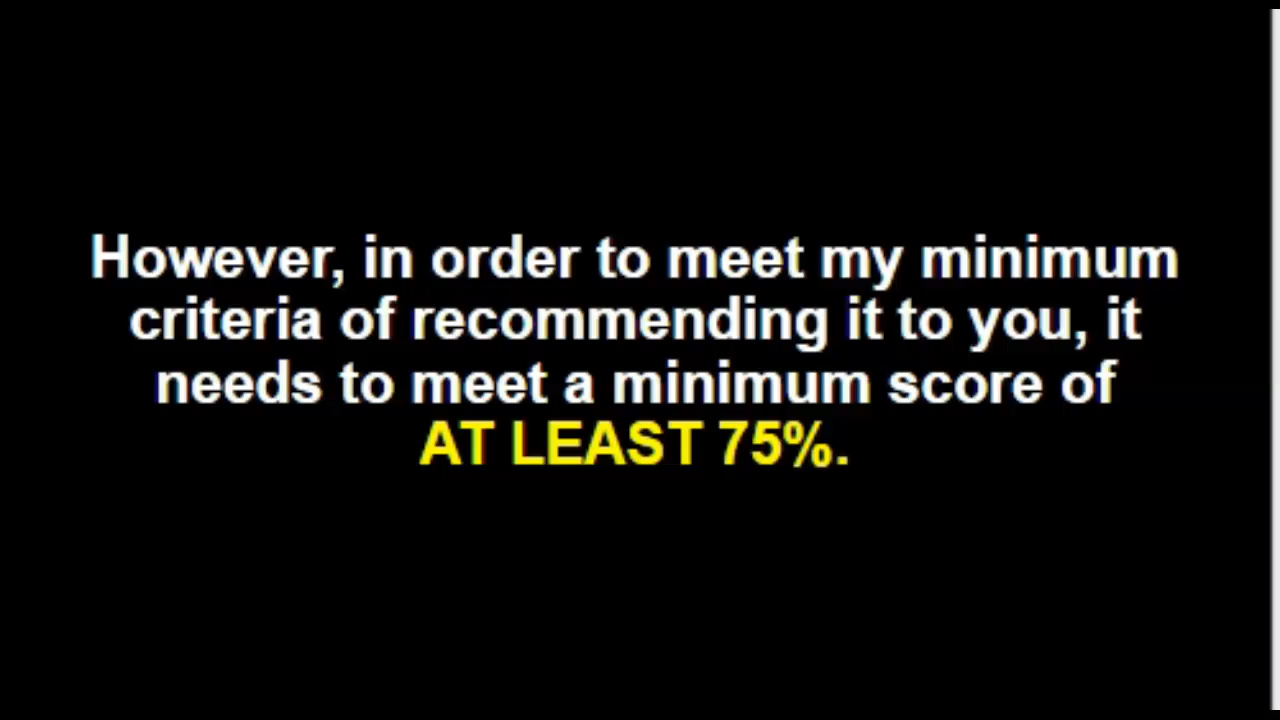 However, in order to meet my minimum
criteria of recommending it to you, it
needs to meet a minimum score of
AT LEAST 75%.